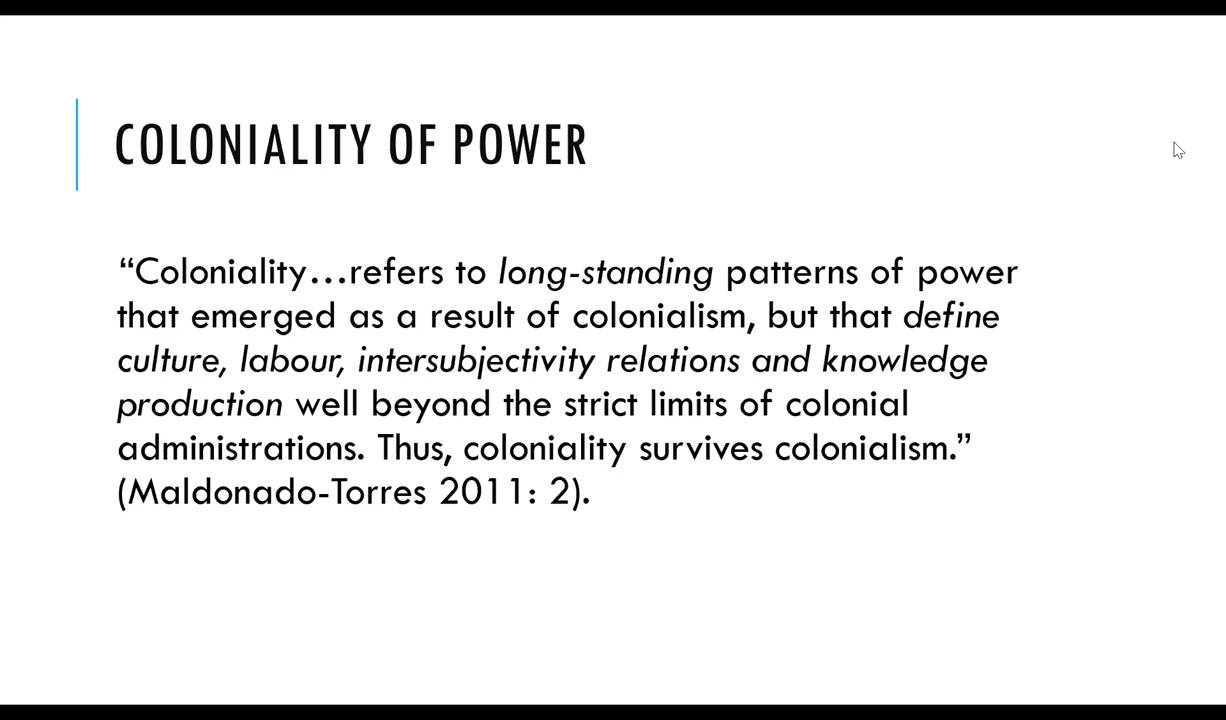 COLONIALITY OF POWER
“Coloniality…refers to long-standing patterns of power
that emerged as a result of colonialism, but that define
culture, labour, intersubjectivity relations and knowledge
production well beyond the strict limits of colonial
administrations. Thus, coloniality survives colonialism.”
(Maldonado-Torres 2011: 2).